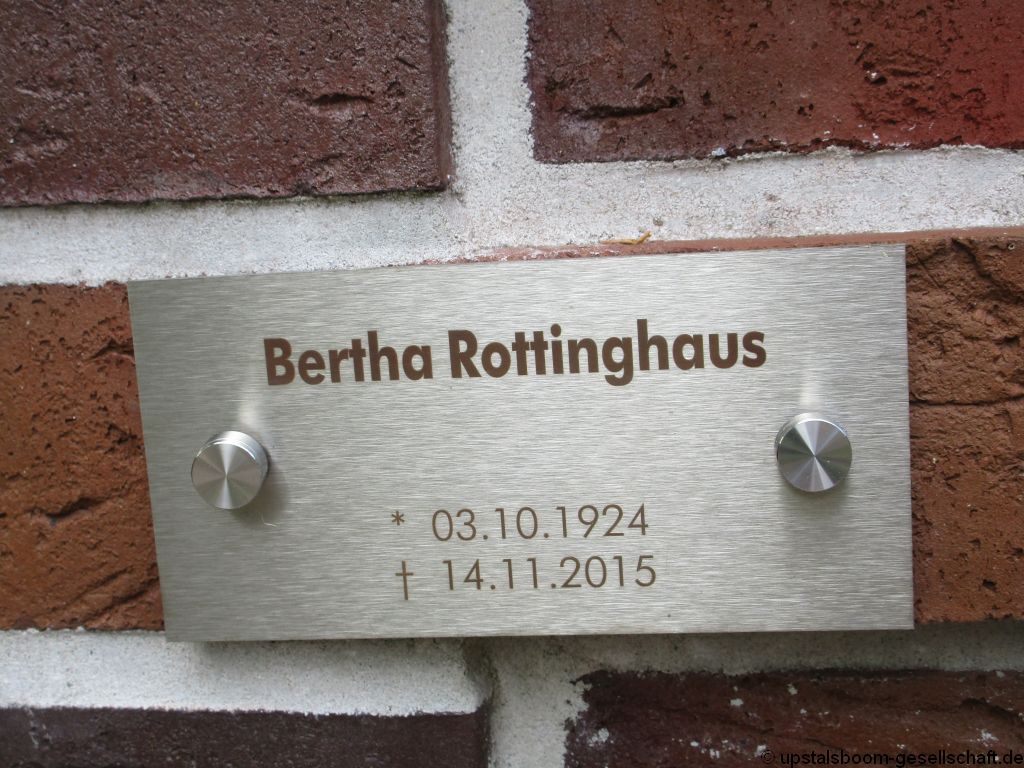 Bertha Rottinghaus
* 03.10.1924
† 14.11.2015
© upstalsboom-gesellschaft.de